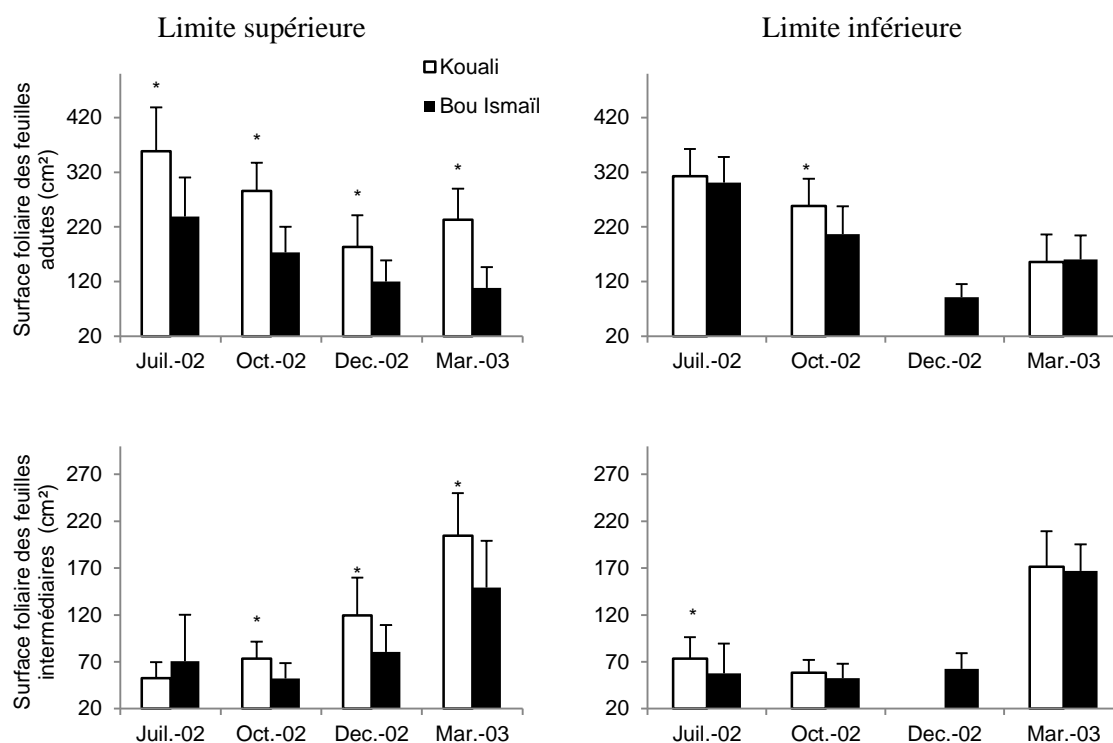 Limite supérieure
Limite inférieure
Kouali
Bou Ismaïl
Surface foliaire des feuilles
adutes (cm²)
420
320
220
120
20
*
*
*
*
Juil.-02 Oct.-02 Dec.-02 Mar.-03
420
320
220
120
20
*
Juil.-02 Oct.-02 Dec.-02 Mar.-03
Surface foliaire des feuilles
intermédiaires (cm²)
270
220
170
120
70
20
*
*
*
Juil.-02 Oct.-02 Dec.-02 Mar.-03
270
220
170
120
70
20
*
Juil.-02 Oct.-02 Dec.-02 Mar.-03